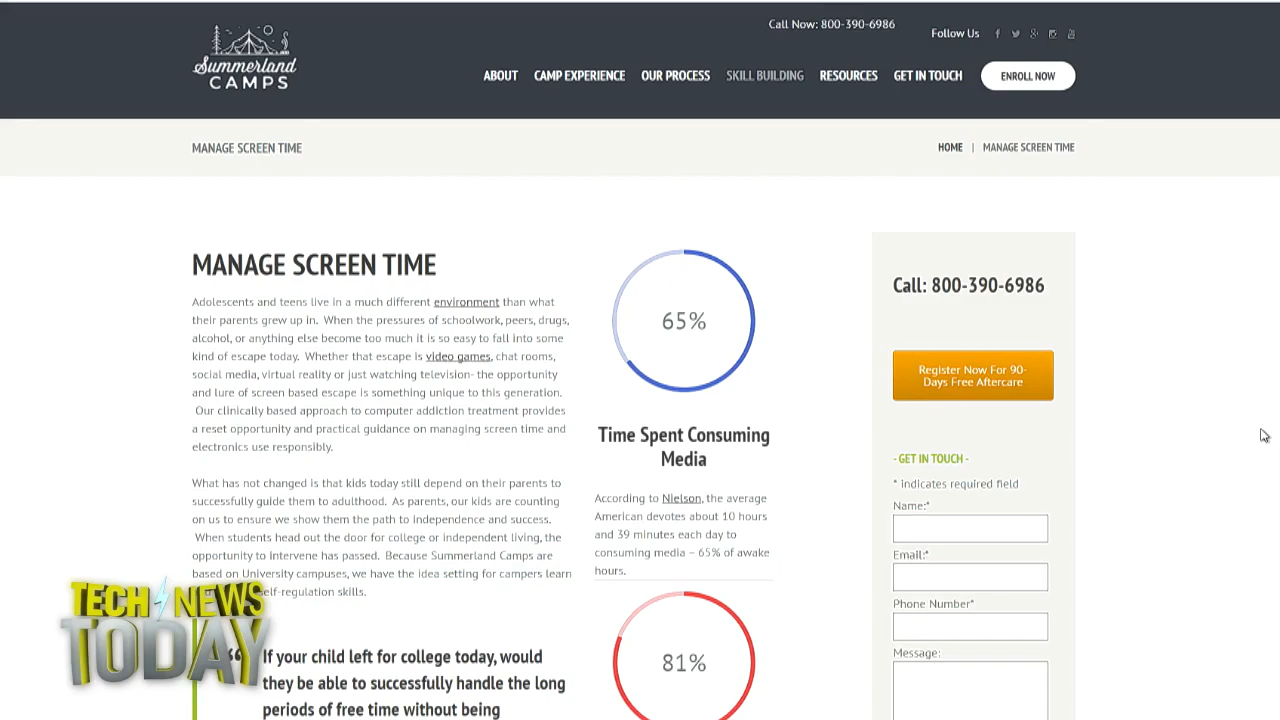 Summerland
CAMPS
Call Now: 800-390-6986
Follow Us
ABOUT CAMP EXPERIENCE OUR PROCESS SKILL BUILDING RESOURCES GET IN TOUCH ENROLL NOW
MANAGE SCREEN TIME
HOME | MANAGE SCREEN TIME
MANAGE SCREEN TIME
Adolescents and teens live in a much different environment than what
their parents grew up in. When the pressures of schoolwork, peers, drugs,
alcohol, or anything else become too much it is so easy to fall into some
kind of escape today. Whether that escape is video games, chat rooms,
social media, virtual reality or just watching television- the opportunity
and lure of screen based escape is something unique to this generation.
Our clinically based approach to computer addiction treatment provides
a reset opportunity and practical guidance on managing screen time and
electronics use responsibly.
What has not changed is that kids today still depend on their parents to
successfully guide them to adulthood. As parents, our kids are counting
on us to ensure we show them the path to independence and success.
When students head out the door for college or independent living, the
opportunity to intervene has passed. Because Summerland Camps are
based on University campuses, we have the idea setting for campers learn
self-regulation skills.
“ If your child left for college today, would
they be able to successfully handle the long
periods of free time without being
65%
Time Spent Consuming
Media
According to Nielson, the average
American devotes about 10 hours
and 39 minutes each day to
consuming media – 65% of awake
hours.
81%
Call: 800-390-6986
Register Now For 90-
Days Free Aftercare
- GET IN TOUCH -
* indicates required field
Name:*
Email:*
Phone Number*
Message:
TECH NEWS
TODAY